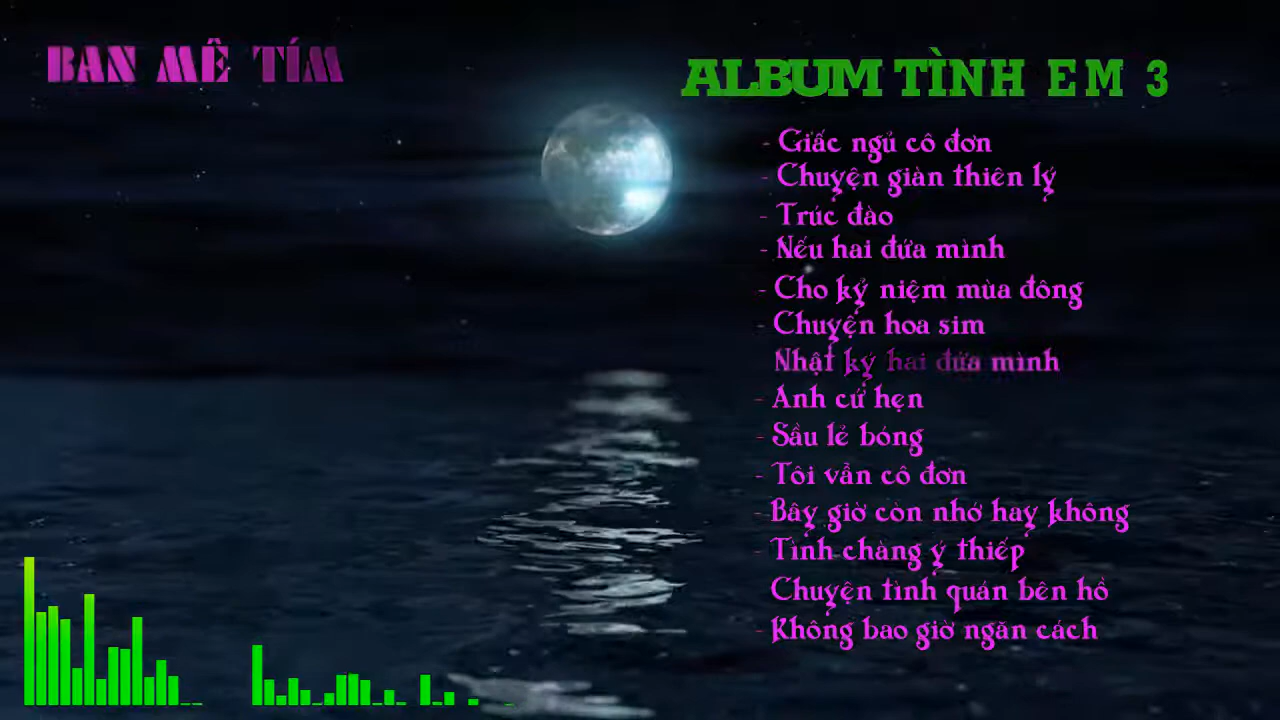 BAN MÊ TÍM
ALBUM TÌNH EM 3
- Giấc ngủ cô đơn
- Chuyện giàn thiên lý
- Trúc đào
- Nếu hai đứa mình
- Cho kỷ niệm mùa đông
- Chuyện hoa sim
Nhật ký hai đứa mình
- Anh cứ hẹn
- Sầu lẻ bóng
- Tôi vẩn cô đơn
- Bây giờ còn nhớ hay không
- Tình chàng ý thiếp
Chuyện tình quán bên hồ
- Không bao giờ ngăn cách